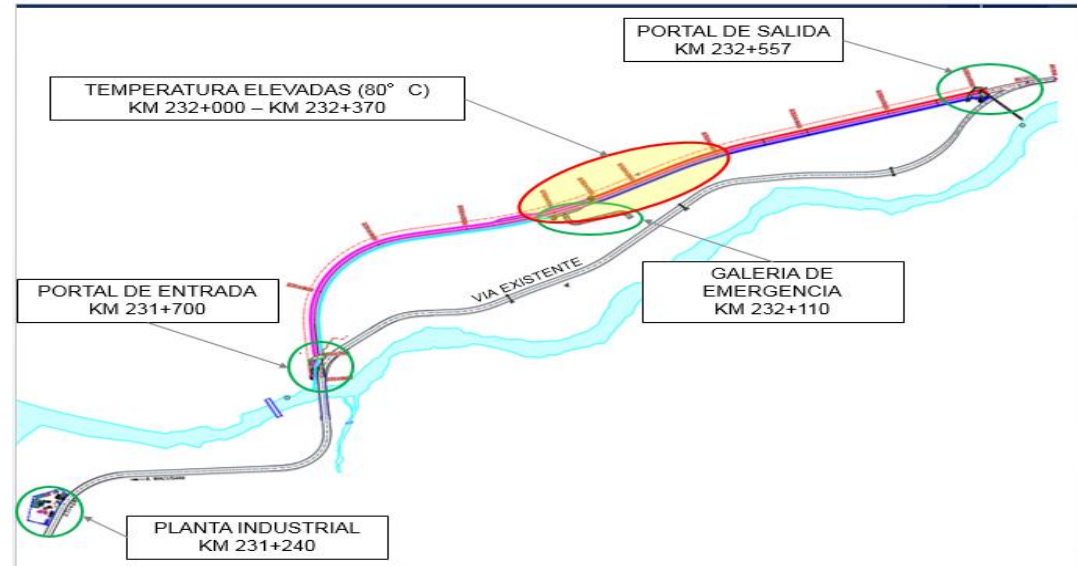 PORTAL DE SALIDA
KM 232+557
TEMPERATURA ELEVADAS (80° C)
KM 232+000 – KM 232+370
GALERIA DE
EMERGENCIA
KM 232+110
VIA EXISTENTE
PORTAL DE ENTRADA
KM 231+700
PLANTA INDUSTRIAL
KM 231+240